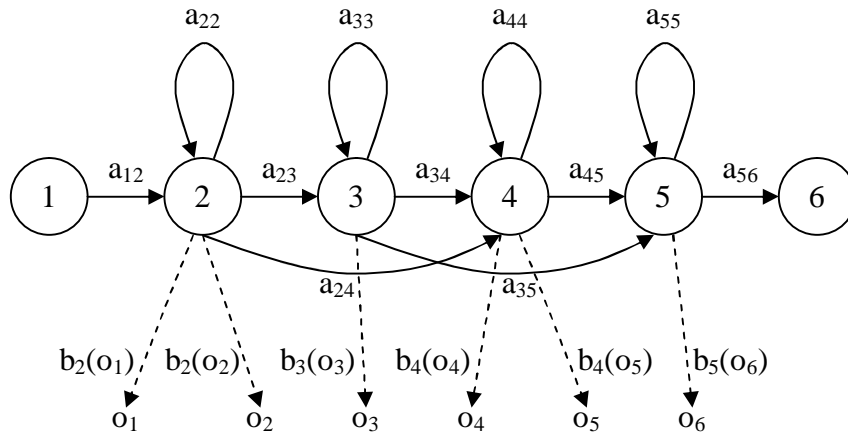 a₂₂ a₃₃ a₄₄ a₅₅
1 a₁₂ 2 a₂₃ 3 a₃₄ 4 a₄₅ 5 a₅₆ 6
a₂₄ a₃₅
b₂(o₁) b₂(o₂) b₃(o₃) b₄(o₄) b₄(o₅) b₅(o₆)
o₁ o₂ o₃ o₄ o₅ o₆